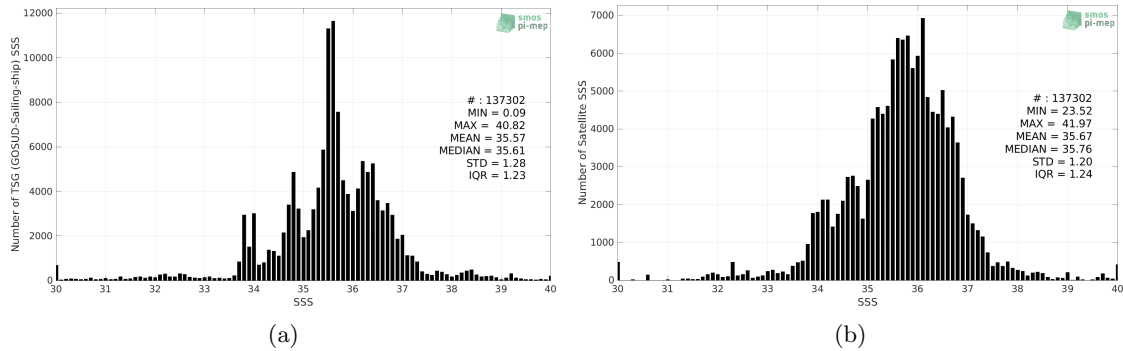 12000
10000
8000
6000
4000
2000
0
Number of TSG (GOSUD-Sailing-ship) SSS
smos
pi-mep
# : 137302
MIN = 0.09
MAX = 40.82
MEAN = 35.57
MEDIAN = 35.61
STD = 1.28
IQR = 1.23
30 31 32 33 34 35 36 37 38 39 40
SSS
(a)
7000
6000
5000
4000
3000
2000
1000
0
Number of Satellite SSS
smos
pi-mep
# : 137302
MIN = 23.52
MAX = 41.97
MEAN = 35.67
MEDIAN = 35.76
STD = 1.20
IQR = 1.24
30 31 32 33 34 35 36 37 38 39 40
SSS
(b)